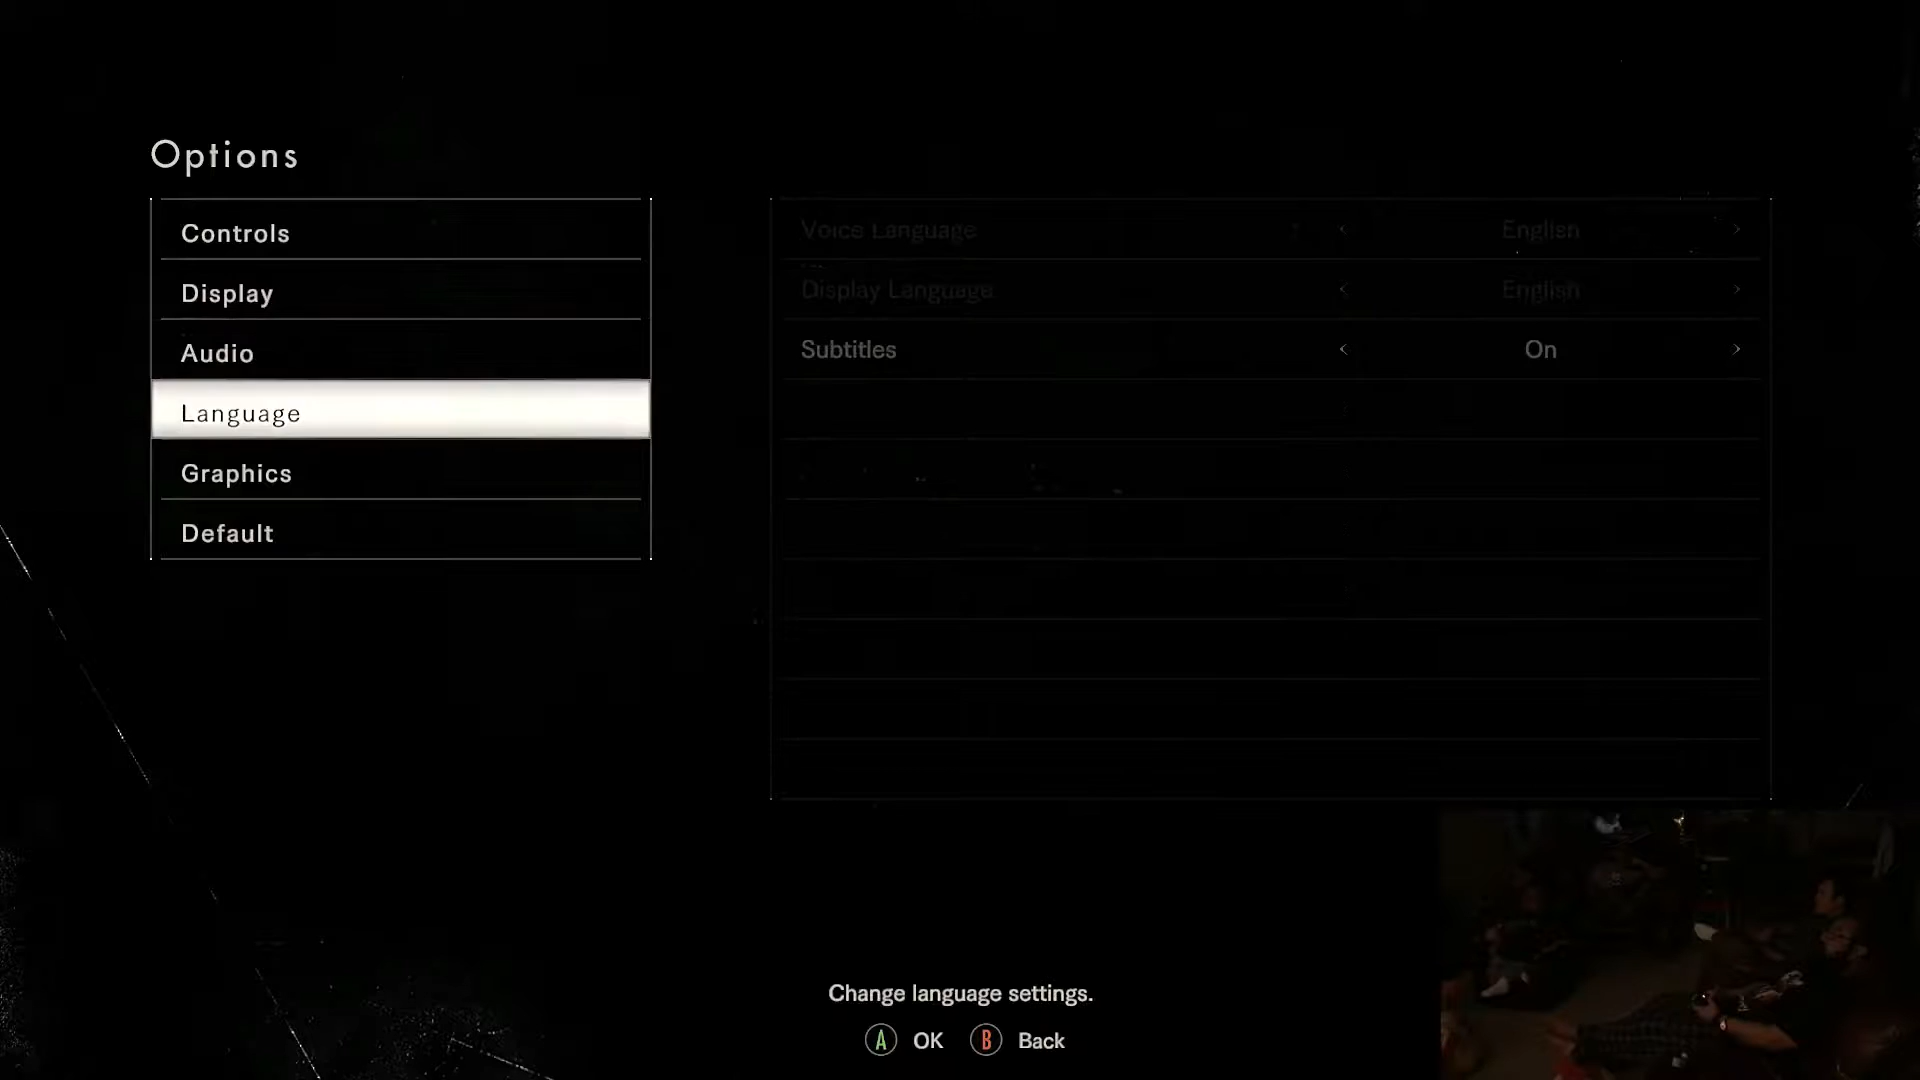 Options
Controls
Display
Audio
Language
Graphics
Default
Voice Language < English >
Display Language < English >
Subtitles < On >
Change language settings.
A OK B Back